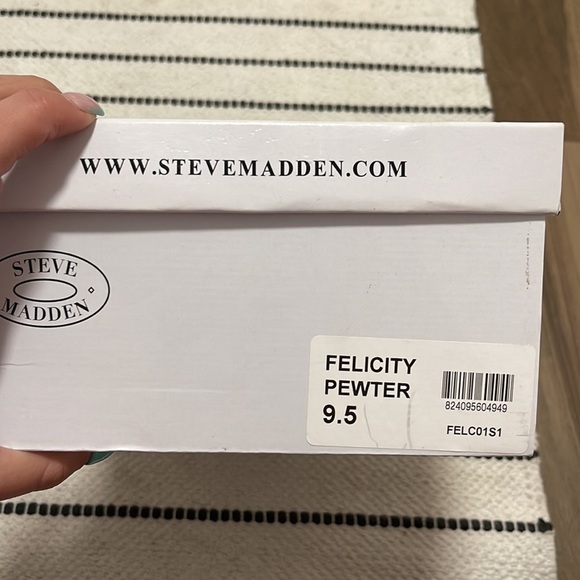 WWW.STEVEMADDEN.COM
STEVE
MADDEN
FELICITY
PEWTER
9.5
824095604949
FELC01S1